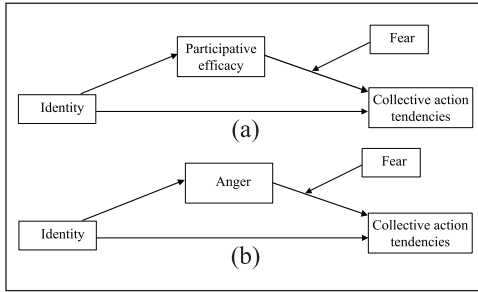 Fear
Participative
efficacy
Identity
Collective action
tendencies
(a)
Fear
Anger
Identity
Collective action
tendencies
(b)